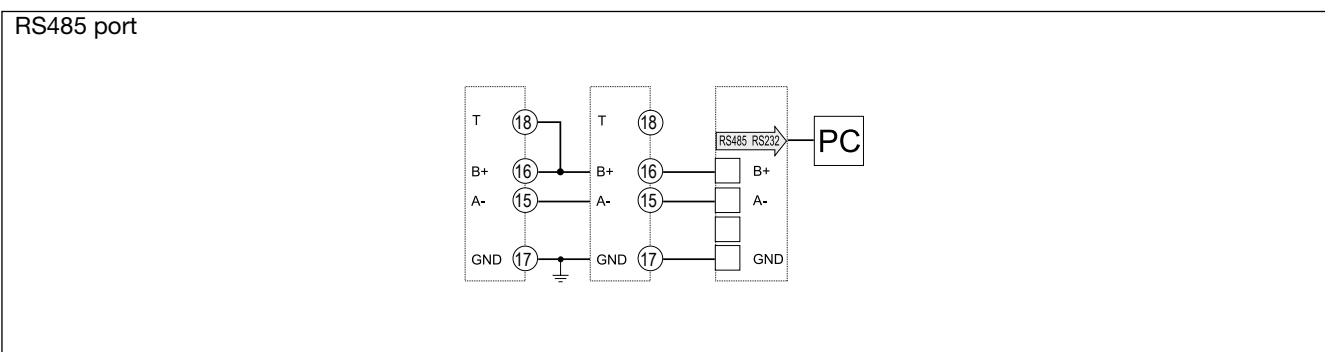 RS485 port
T 18 T 18
RS485 RS232 PC
B+ 16 B+ 16 B+
A- 15 A- 15 A-
GND 17 GND 17 GND